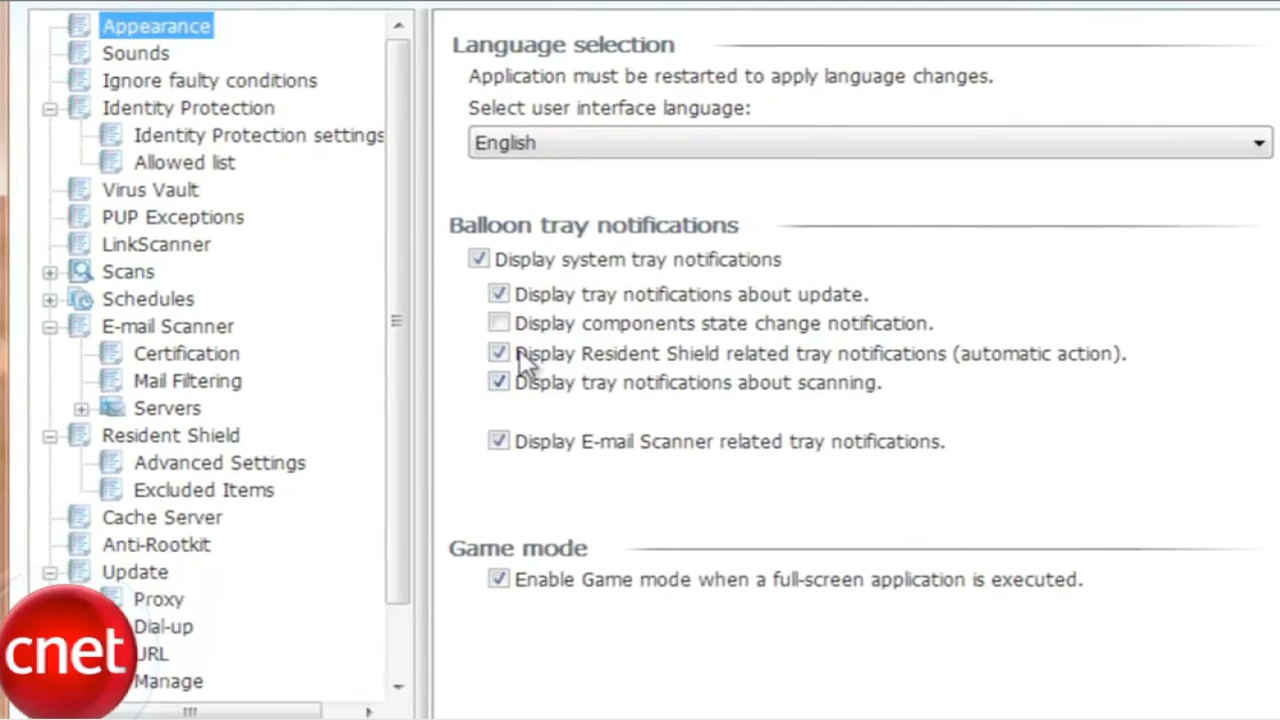 Appearance
Sounds
Ignore faulty conditions
Identity Protection
Identity Protection settings
Allowed list
Virus Vault
PUP Exceptions
LinkScanner
Scans
Schedules
E-mail Scanner
Certification
Mail Filtering
Servers
Resident Shield
Advanced Settings
Excluded Items
Cache Server
Anti-Rootkit
Update
Proxy
Dial-up
URL
Manage
cnet
Language selection
Application must be restarted to apply language changes.
Select user interface language:
English
Balloon tray notifications
Display system tray notifications
Display tray notifications about update.
Display components state change notification.
Display Resident Shield related tray notifications (automatic action).
Display tray notifications about scanning.
Display E-mail Scanner related tray notifications.
Game mode
Enable Game mode when a full-screen application is executed.